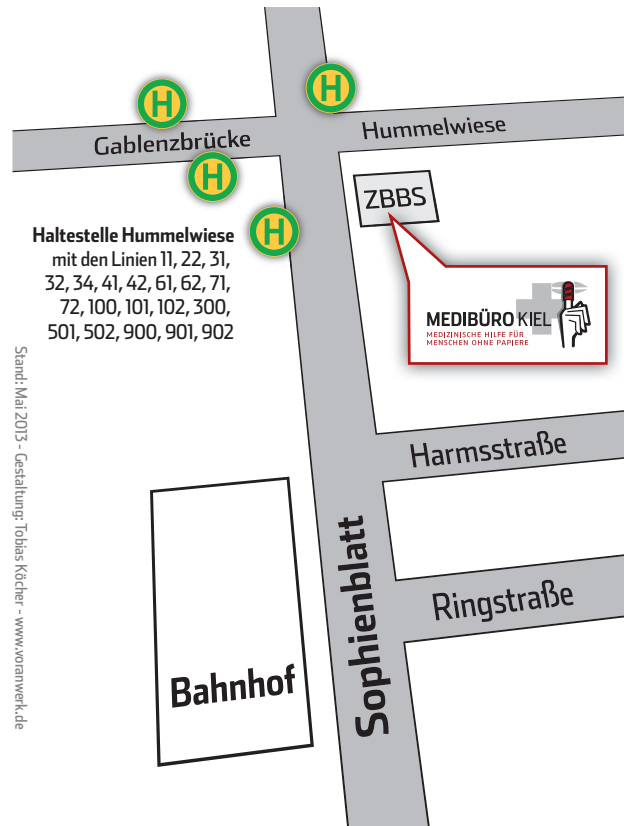 H
H
Gablenzbrücke
Hummelwiese
H
ZBBS
H
Haltestelle Hummelwiese
mit den Linien 11, 22, 31,
32, 34, 41, 42, 61, 62, 71,
72, 100, 101, 102, 300,
501, 502, 900, 901, 902
MEDIBÜRO KIEL
MEDIZINISCHE HILFE FÜR
MENSCHEN OHNE PAPIERE
Harmsstraße
Sophienblatt
Ringstraße
Bahnhof
Stand: Mai 2013 - Gestaltung: Tobias Köcher - www.voranwerk.de